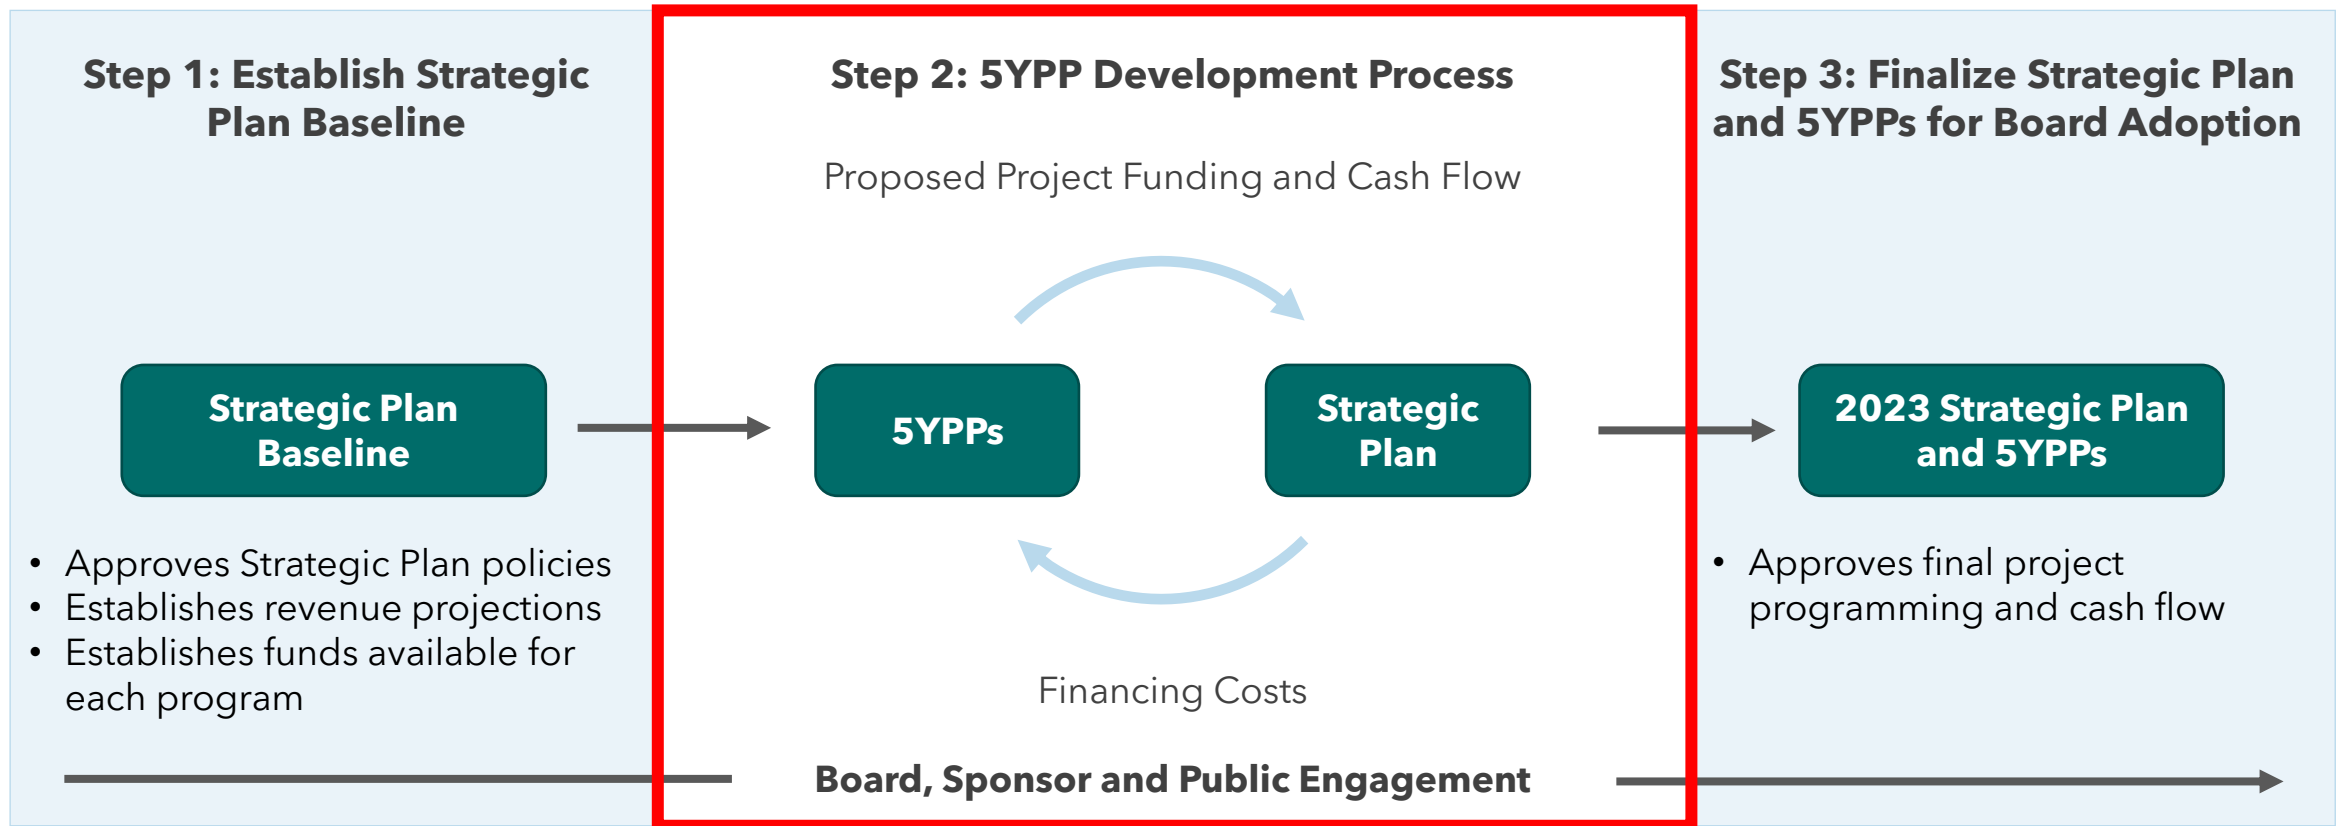 Step 1: Establish Strategic
Plan Baseline
Strategic Plan
Baseline
• Approves Strategic Plan policies
• Establishes revenue projections
• Establishes funds available for
each program
Step 2: 5YPP Development Process
Proposed Project Funding and Cash Flow
5YPPs
Strategic
Plan
Financing Costs
Board, Sponsor and Public Engagement
Step 3: Finalize Strategic Plan
and 5YPPs for Board Adoption
2023 Strategic Plan
and 5YPPs
• Approves final project
programming and cash flow